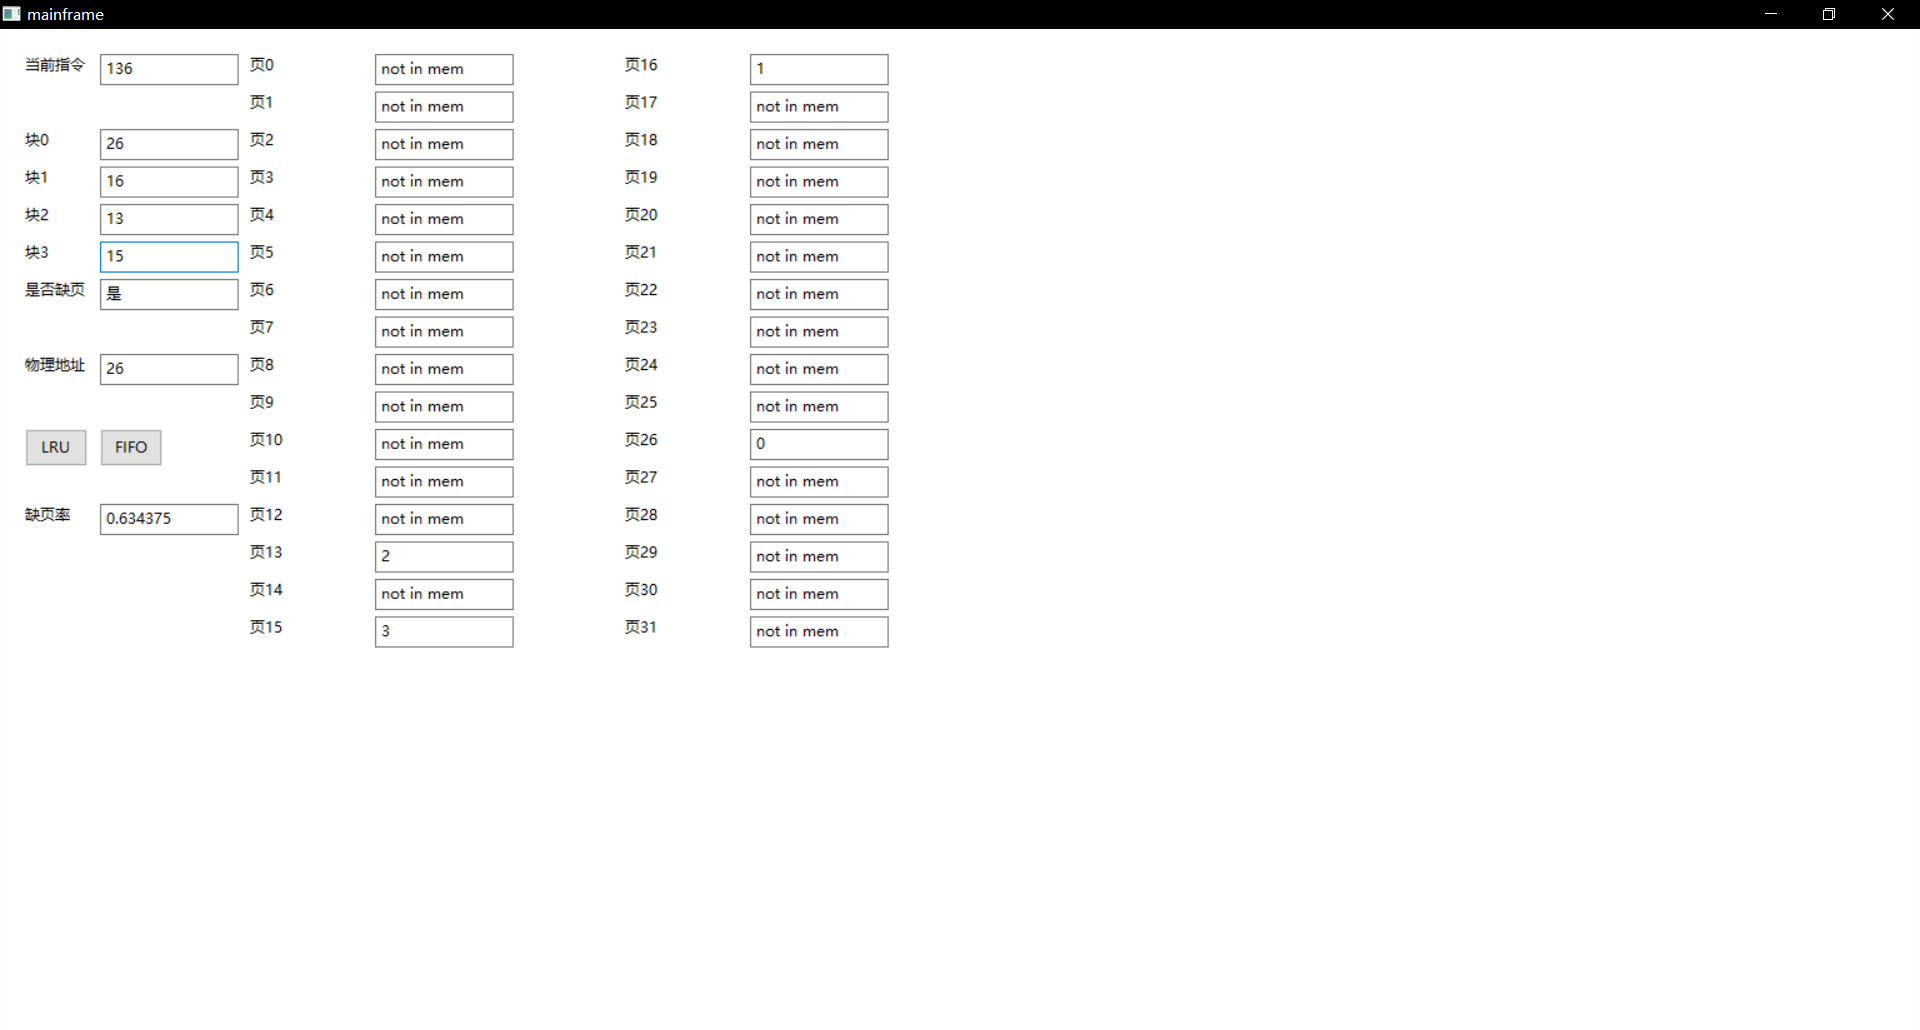 mainframe
当前指令 136 页0 not in mem 页16 1
页1 not in mem 页17 not in mem
块0 26 页2 not in mem 页18 not in mem
块1 16 页3 not in mem 页19 not in mem
块2 13 页4 not in mem 页20 not in mem
块3 15 页5 not in mem 页21 not in mem
是否缺页 是 页6 not in mem 页22 not in mem
页7 not in mem 页23 not in mem
物理地址 26 页8 not in mem 页24 not in mem
页9 not in mem 页25 not in mem
LRU FIFO 页10 not in mem 页26 0
页11 not in mem 页27 not in mem
缺页率 0.634375 页12 not in mem 页28 not in mem
页13 2 页29 not in mem
页14 not in mem 页30 not in mem
页15 3 页31 not in mem